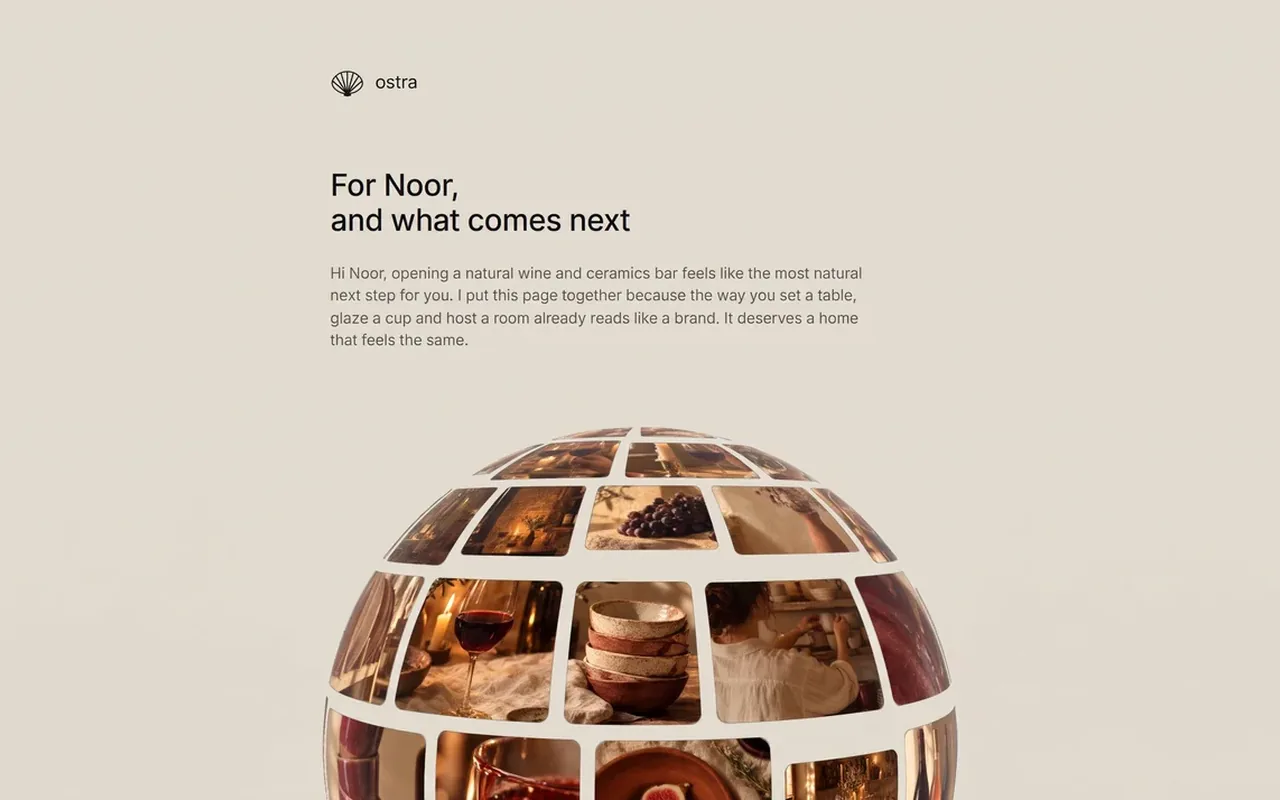 ostra
For Noor,
and what comes next
Hi Noor, opening a natural wine and ceramics bar feels like the most natural
next step for you. I put this page together because the way you set a table,
glaze a cup and host a room already reads like a brand. It deserves a home
that feels the same.